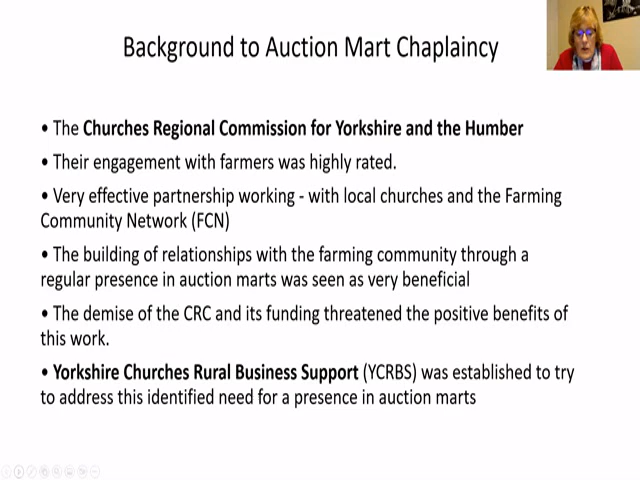 Background to Auction Mart Chaplaincy
• The Churches Regional Commission for Yorkshire and the Humber
• Their engagement with farmers was highly rated.
• Very effective partnership working - with local churches and the Farming
Community Network (FCN)
• The building of relationships with the farming community through a
regular presence in auction marts was seen as very beneficial
• The demise of the CRC and its funding threatened the positive benefits of
this work.
• Yorkshire Churches Rural Business Support (YCRBS) was established to try
to address this identified need for a presence in auction marts